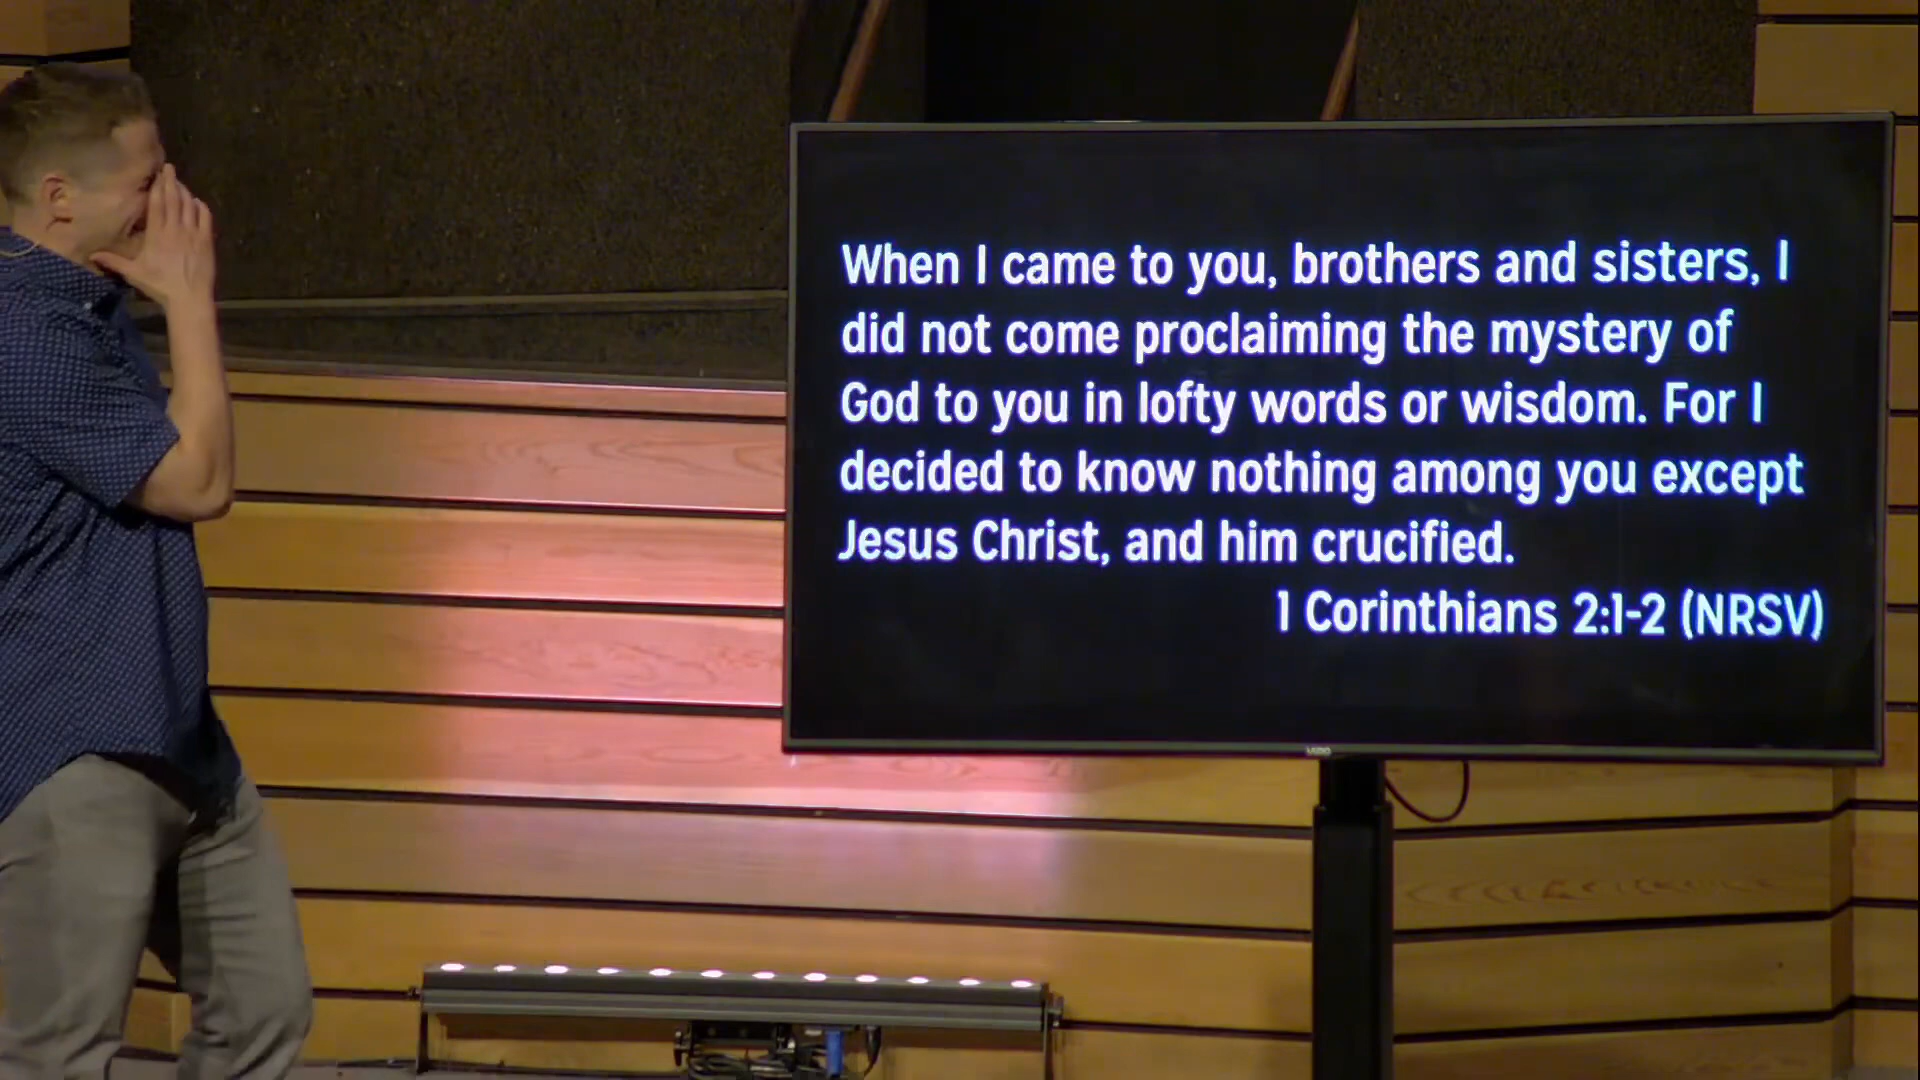 When I came to you, brothers and sisters, I
did not come proclaiming the mystery of
God to you in lofty words or wisdom. For I
decided to know nothing among you except
Jesus Christ, and him crucified.
1 Corinthians 2:1-2 (NRSV)
VIZIO